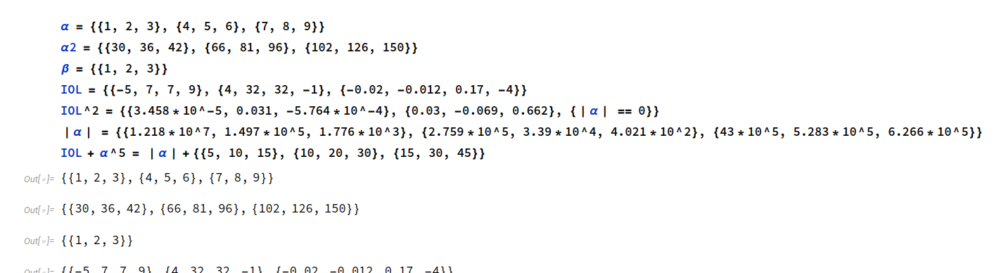 α = {{1, 2, 3}, {4, 5, 6}, {7, 8, 9}}
α2 = {{30, 36, 42}, {66, 81, 96}, {102, 126, 150}}
β = {{1, 2, 3}}
IOL = {{-5, 7, 7, 9}, {4, 32, 32, -1}, {-0.02, -0.012, 0.17, -4}}
IOL^2 = {{3.458*10^-5, 0.031, -5.764*10^-4}, {0.03, -0.069, 0.662}, {|α| == 0}}
|α| = {{1.218*10^7, 1.497*10^5, 1.776*10^3}, {2.759*10^5, 3.39*10^4, 4.021*10^2}, {43*10^5, 5.283*10^5, 6.266*10^5}}
IOL + α^5 = |α| + {{5, 10, 15}, {10, 20, 30}, {15, 30, 45}}
Out[∘]= {{1, 2, 3}, {4, 5, 6}, {7, 8, 9}}
Out[∘]= {{30, 36, 42}, {66, 81, 96}, {102, 126, 150}}
Out[∘]= {{1, 2, 3}}
Out[∘]= {{-5, 7, 7, 9}, {4, 32, 32, -1}, {-0.02, -0.012, 0.17, -4}}